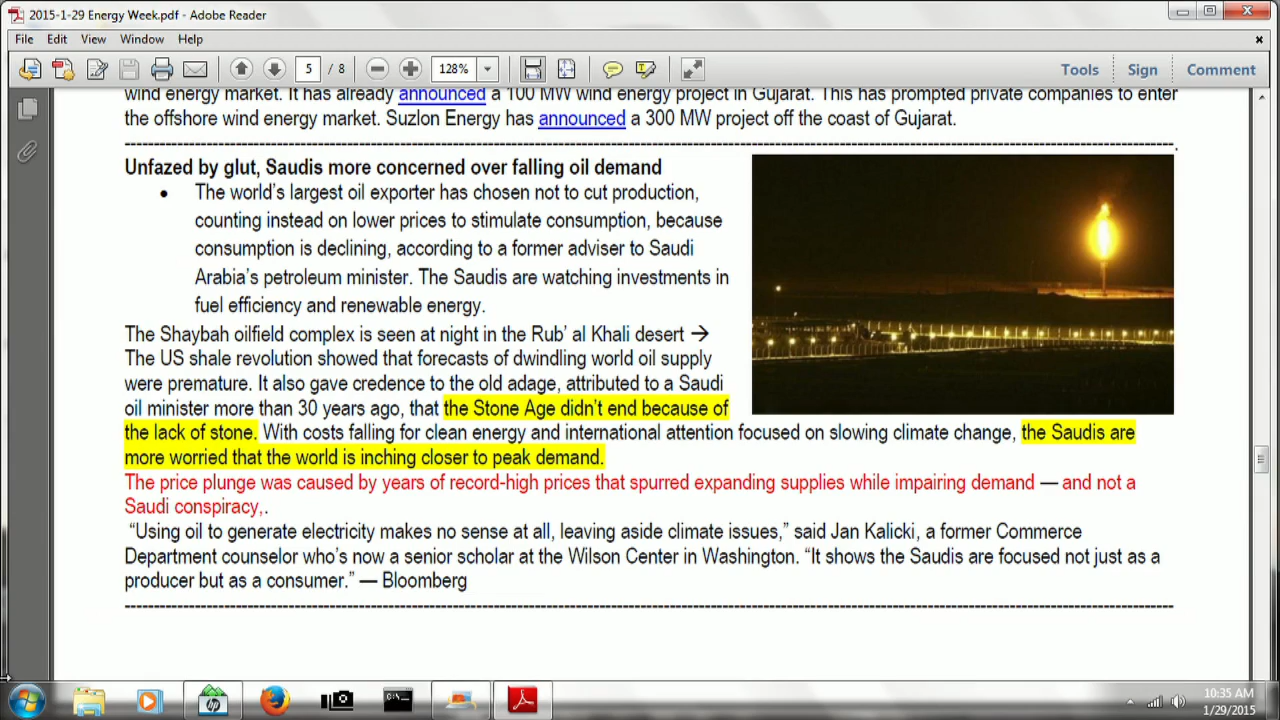 2015-1-29 Energy Week.pdf - Adobe Reader
File Edit View Window Help
5 / 8 128% Tools Sign Comment
wind energy market. It has already announced a 100 MW wind energy project in Gujarat. This has prompted private companies to enter
the offshore wind energy market. Suzlon Energy has announced a 300 MW project off the coast of Gujarat.
Unfazed by glut, Saudis more concerned over falling oil demand
• The world's largest oil exporter has chosen not to cut production,
counting instead on lower prices to stimulate consumption, because
consumption is declining, according to a former adviser to Saudi
Arabia's petroleum minister. The Saudis are watching investments in
fuel efficiency and renewable energy.
The Shaybah oilfield complex is seen at night in the Rub' al Khali desert →
The US shale revolution showed that forecasts of dwindling world oil supply
were premature. It also gave credence to the old adage, attributed to a Saudi
oil minister more than 30 years ago, that the Stone Age didn't end because of
the lack of stone. With costs falling for clean energy and international attention focused on slowing climate change, the Saudis are
more worried that the world is inching closer to peak demand.
The price plunge was caused by years of record-high prices that spurred expanding supplies while impairing demand — and not a
Saudi conspiracy,.
“Using oil to generate electricity makes no sense at all, leaving aside climate issues,” said Jan Kalicki, a former Commerce
Department counselor who's now a senior scholar at the Wilson Center in Washington. “It shows the Saudis are focused not just as a
producer but as a consumer.” — Bloomberg
hp
C:\
10:35 AM
1/29/2015